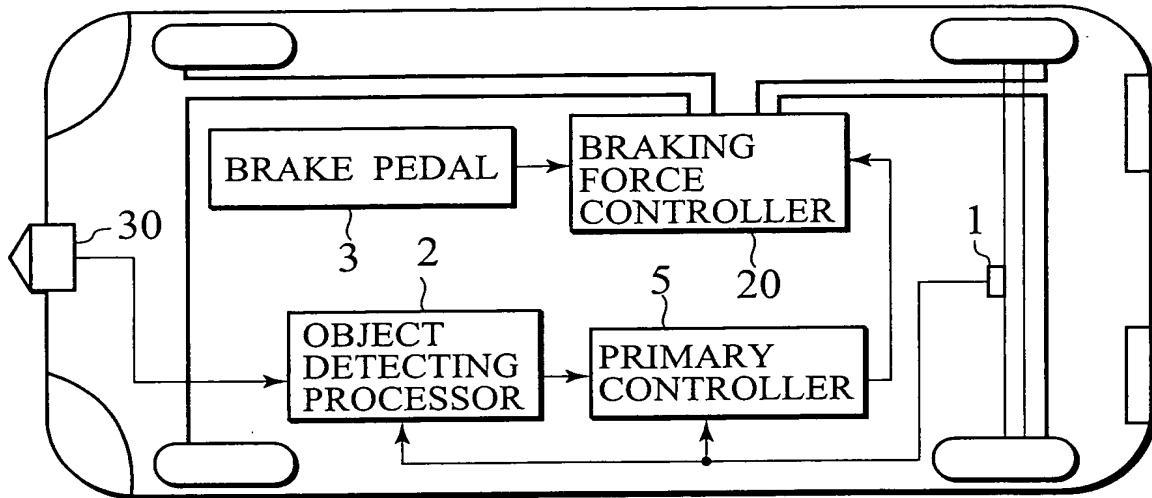 BRAKE PEDAL
3
BRAKING
FORCE
CONTROLLER
20
30
1
2
OBJECT
DETECTING
PROCESSOR
5
PRIMARY
CONTROLLER